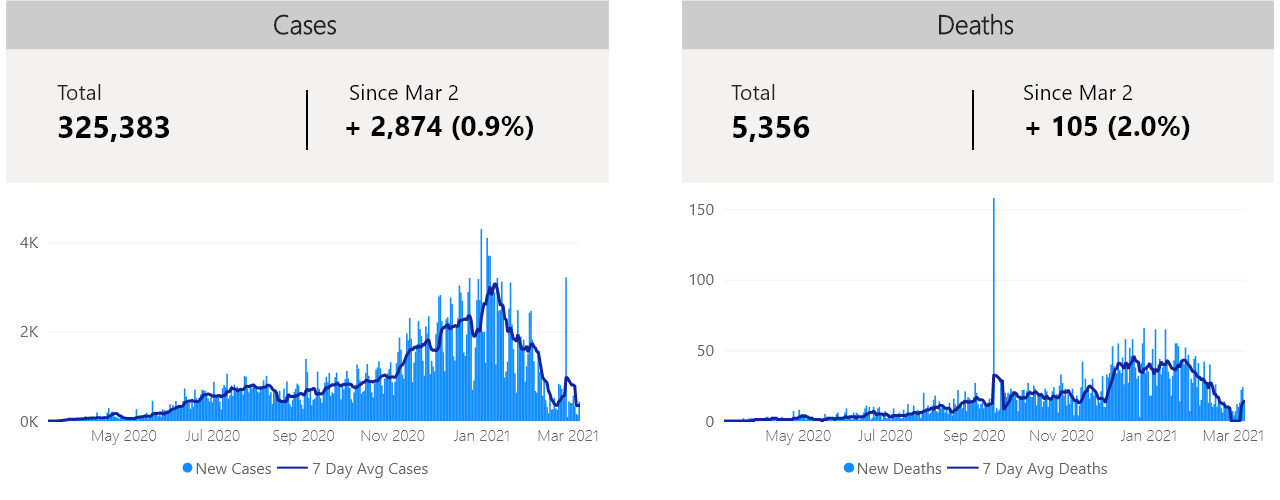 Cases
Total
325,383
Since Mar 2
+ 2,874 (0.9%)
4K
2K
0K
May 2020 Jul 2020 Sep 2020 Nov 2020 Jan 2021 Mar 2021
New Cases 7 Day Avg Cases
Deaths
Total
5,356
Since Mar 2
+ 105 (2.0%)
150
100
50
0
May 2020 Jul 2020 Sep 2020 Nov 2020 Jan 2021 Mar 2021
New Deaths 7 Day Avg Deaths